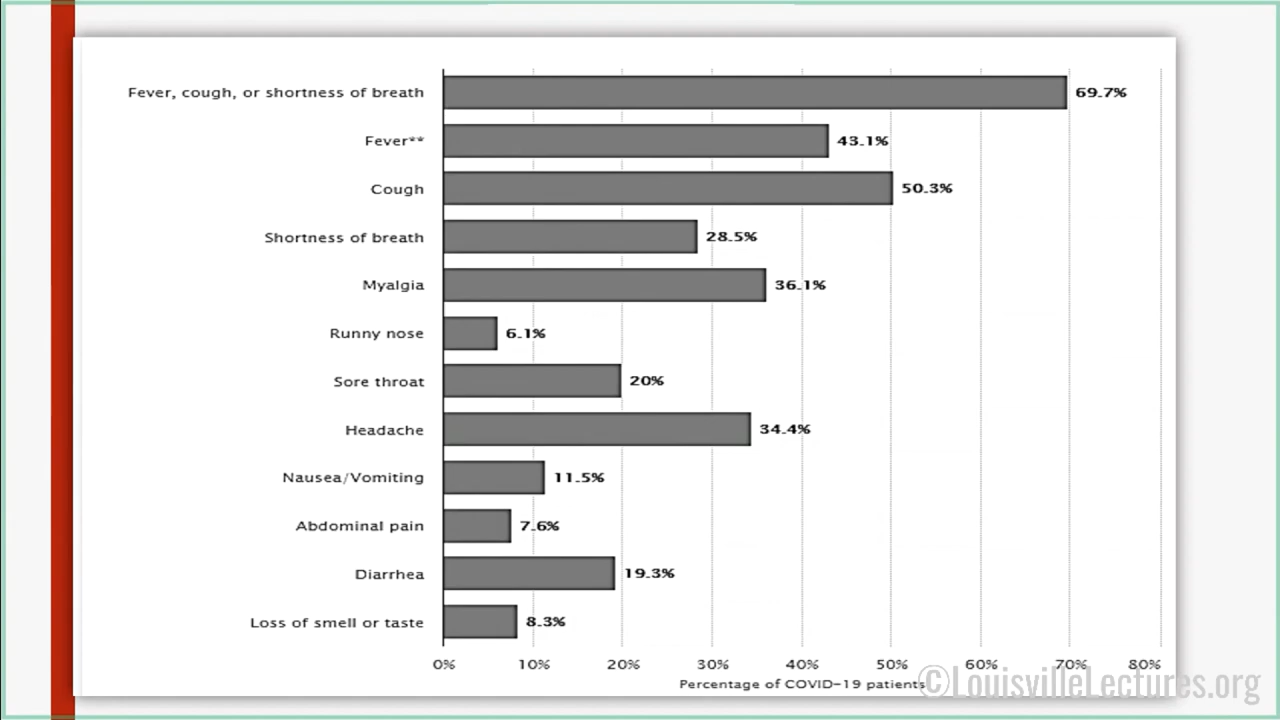 Fever, cough, or shortness of breath 69.7%
Fever** 43.1%
Cough 50.3%
Shortness of breath 28.5%
Myalgia 36.1%
Runny nose 6.1%
Sore throat 20%
Headache 34.4%
Nausea/Vomiting 11.5%
Abdominal pain 7.6%
Diarrhea 19.3%
Loss of smell or taste 8.3%
0% 10% 20% 30% 40% 50% 60% 70% 80%
Percentage of COVID-19 patients
©LouisvilleLectures.org